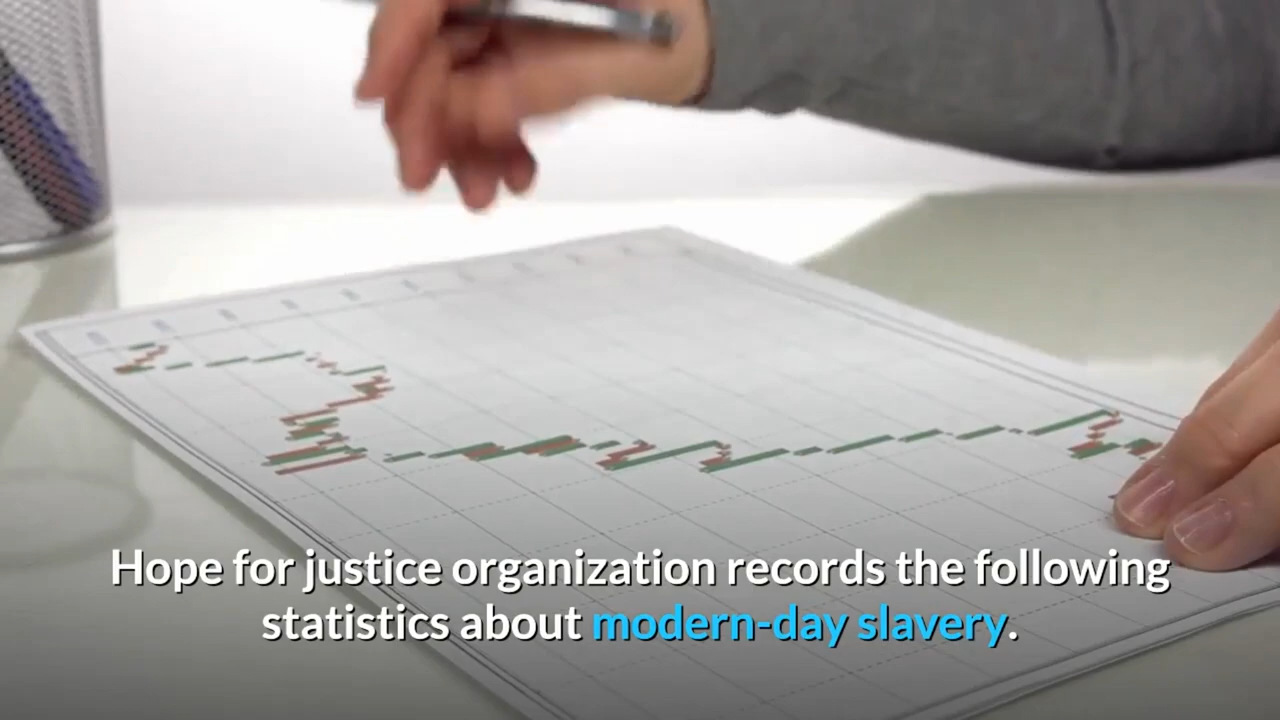 Hope for justice organization records the following
statistics about modern-day slavery.